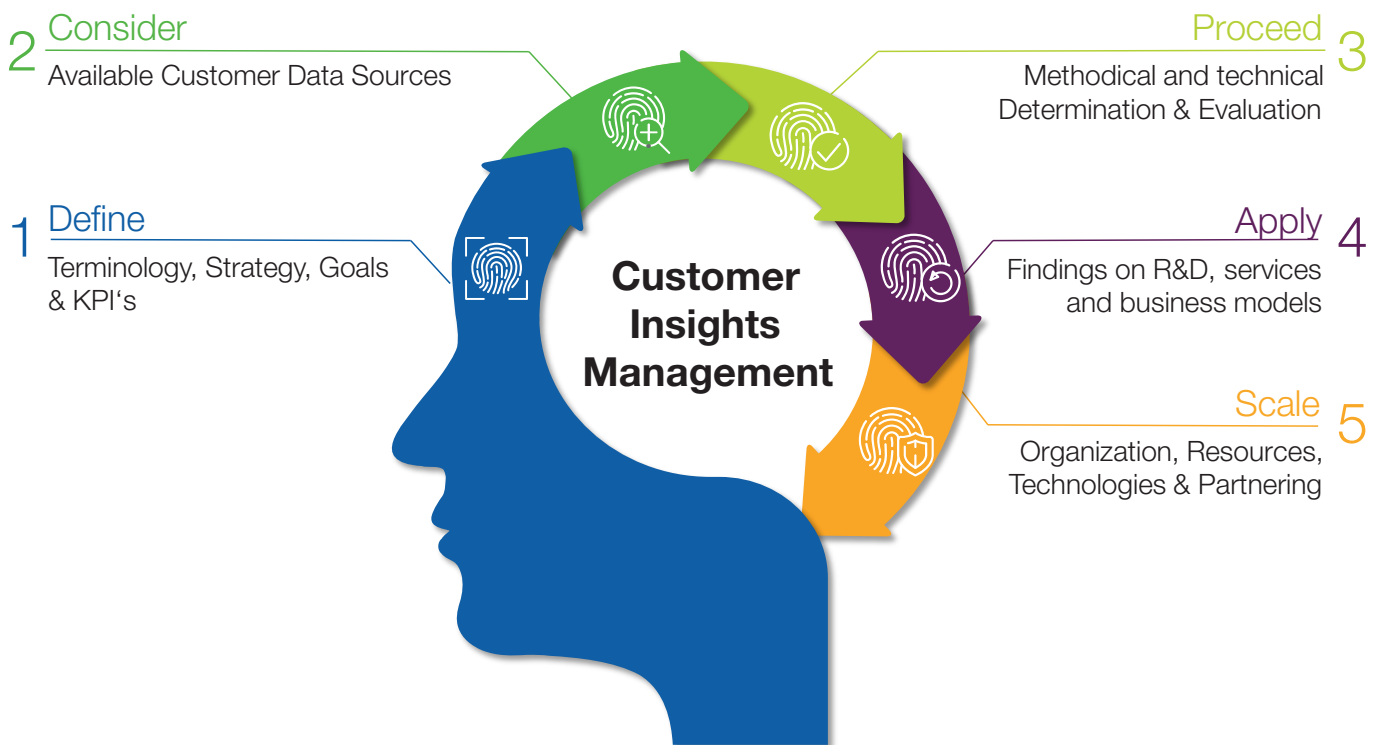 1
Define
Terminology, Strategy, Goals
& KPI‘s
2
Consider
Available Customer Data Sources
Proceed
3
Methodical and technical
Determination & Evaluation
Apply
4
Findings on R&D, services
and business models
Scale
5
Organization, Resources,
Technologies & Partnering
Customer
Insights
Management